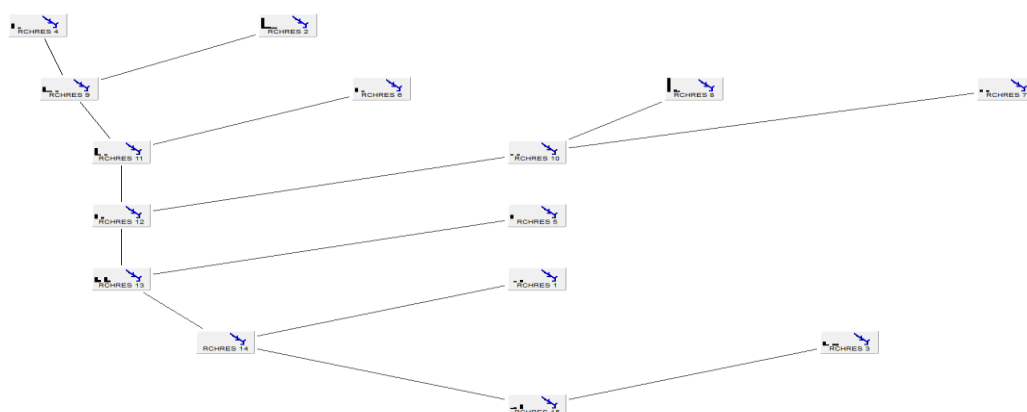 RCHRES 4
RCHRES 2
RCHRES 9
RCHRES 6
RCHRES 8
RCHRES 7
RCHRES 11
RCHRES 10
RCHRES 12
RCHRES 5
RCHRES 13
RCHRES 1
RCHRES 14
RCHRES 3